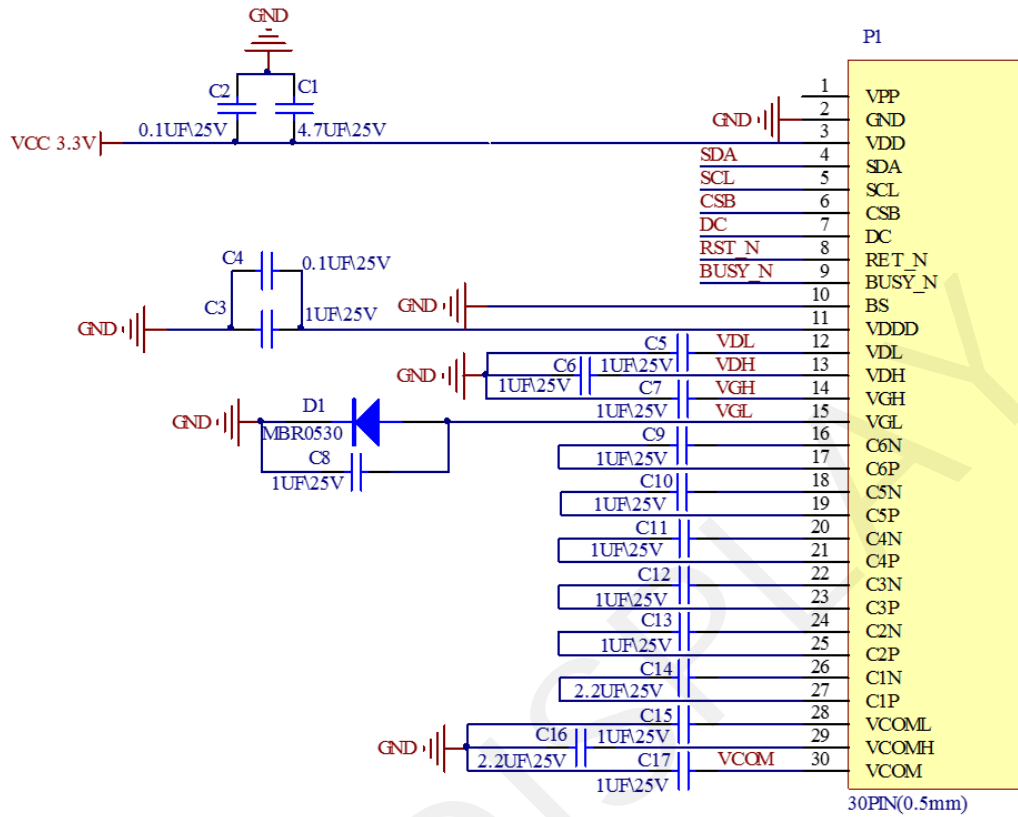 GND
P1
C2
C1
0.1UF\25V
4.7UF\25V
VCC 3.3V
GND
1 VPP
2 GND
3 VDD
SDA 4 SDA
SCL 5 SCL
CSB 6 CSB
DC 7 DC
RST_N 8 RET_N
BUSY_N 9 BUSY_N
10 BS
11 VDDD
C4
0.1UF\25V
C3
1UF\25V
GND
GND
C5 VDL 12 VDL
1UF\25V
C6 VDH 13 VDH
1UF\25V
GND
C7 VGH 14 VGH
1UF\25V
VGL 15 VGL
GND
D1
MBR0530
C8
1UF\25V
C9 16 C6N
1UF\25V 17 C6P
C10 18 C5N
1UF\25V 19 C5P
C11 20 C4N
1UF\25V 21 C4P
C12 22 C3N
1UF\25V 23 C3P
C13 24 C2N
1UF\25V 25 C2P
C14 26 C1N
2.2UF\25V 27 C1P
C15 28 VCOML
1UF\25V
GND
C16 29 VCOMH
2.2UF\25V
C17 VCOM 30 VCOM
1UF\25V
30PIN(0.5mm)
DISPLAY